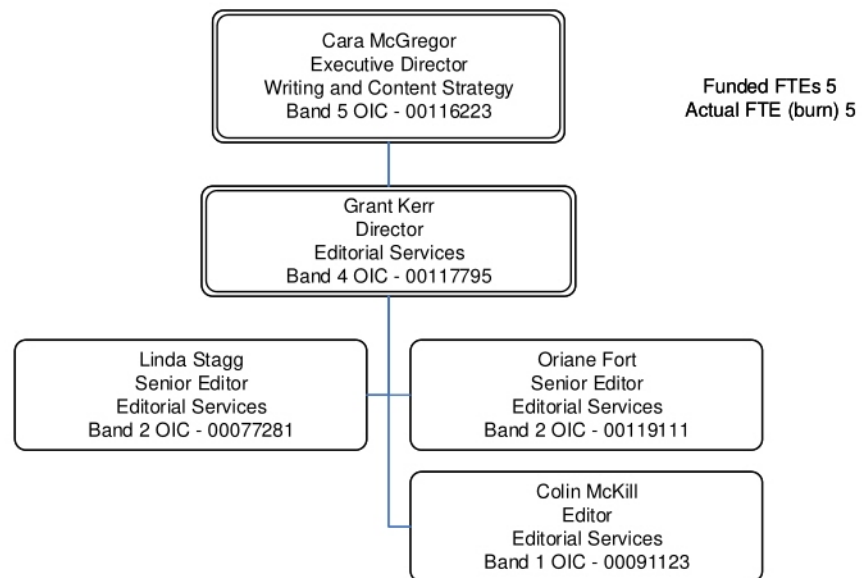 Cara McGregor
Executive Director
Writing and Content Strategy
Band 5 OIC - 00116223
Funded FTEs 5
Actual FTE (burn) 5
Grant Kerr
Director
Editorial Services
Band 4 OIC - 00117795
Linda Stagg
Senior Editor
Editorial Services
Band 2 OIC - 00077281
Oriane Fort
Senior Editor
Editorial Services
Band 2 OIC - 00119111
Colin McKill
Editor
Editorial Services
Band 1 OIC - 00091123